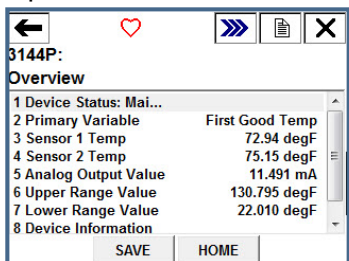 3144P:
Overview
1 Device Status: Mai...
2 Primary Variable First Good Temp
3 Sensor 1 Temp 72.94 degF
4 Sensor 2 Temp 75.15 degF
5 Analog Output Value 11.491 mA
6 Upper Range Value 130.795 degF
7 Lower Range Value 22.010 degF
8 Device Information
SAVE HOME